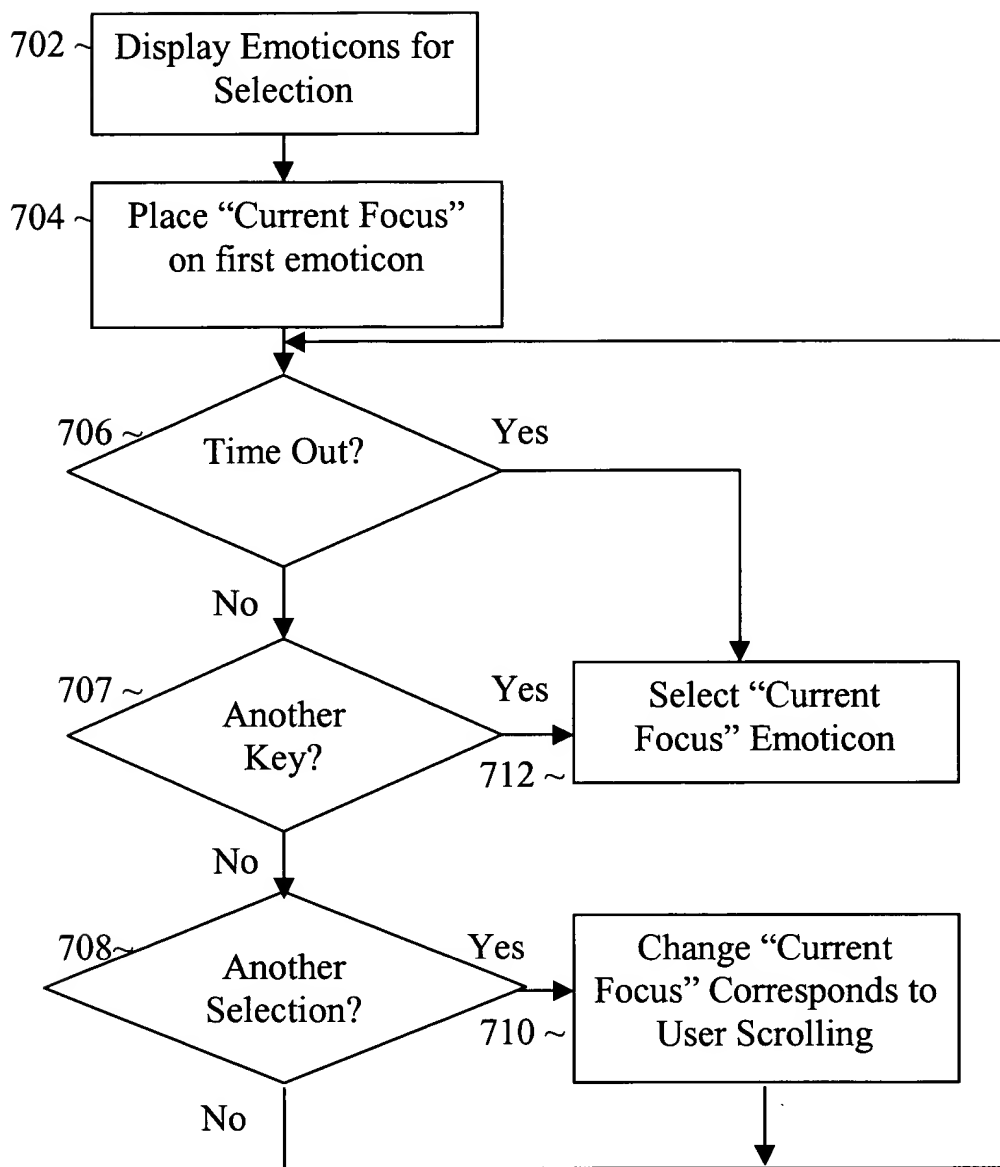 702 ~
Display Emoticons for
Selection
704 ~
Place “Current Focus”
on first emoticon
706 ~
Time Out?
Yes
No
707 ~
Another
Key?
Yes
712 ~
Select “Current
Focus” Emoticon
No
708~
Another
Selection?
Yes
710 ~
Change “Current
Focus” Corresponds to
User Scrolling
No